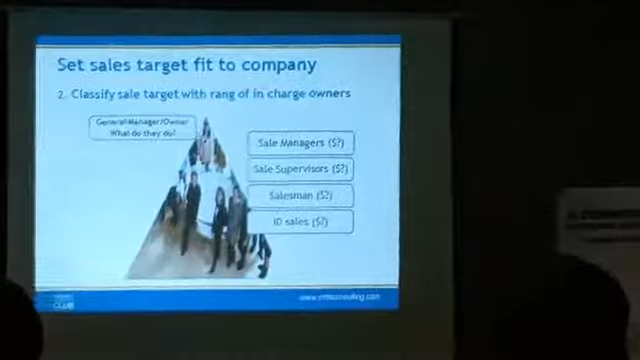 Set sales target fit to company
2. Classify sale target with rang of in charge owners
General Manager/Owner
What do they do?
Sale Managers ($?)
Sale Supervisors ($?)
Salesman ($?)
ID sales ($?)
CLUB